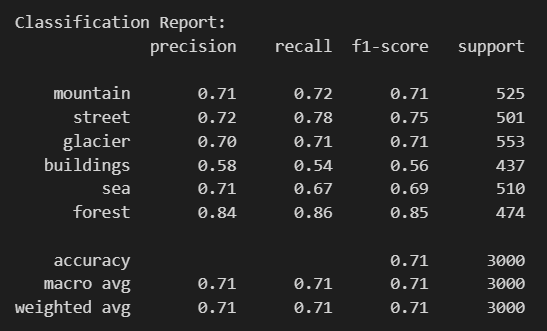 Classification Report:
precision recall f1-score support
mountain 0.71 0.72 0.71 525
street 0.72 0.78 0.75 501
glacier 0.70 0.71 0.71 553
buildings 0.58 0.54 0.56 437
sea 0.71 0.67 0.69 510
forest 0.84 0.86 0.85 474
accuracy 0.71 3000
macro avg 0.71 0.71 0.71 3000
weighted avg 0.71 0.71 0.71 3000